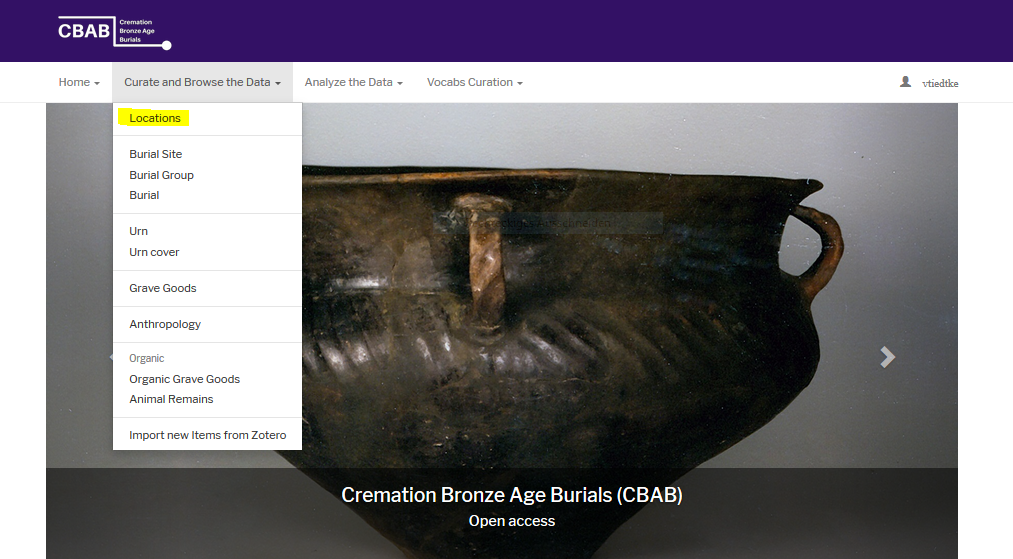 CBAB
Cremation
Bronze Age
Burials
Home
Curate and Browse the Data
Analyze the Data
Vocabs Curation
vtiedtke
Locations
Burial Site
Burial Group
Burial
Urn
Urn cover
Grave Goods
Anthropology
Organic
Organic Grave Goods
Animal Remains
Import new Items from Zotero
Cremation Bronze Age Burials (CBAB)
Open access